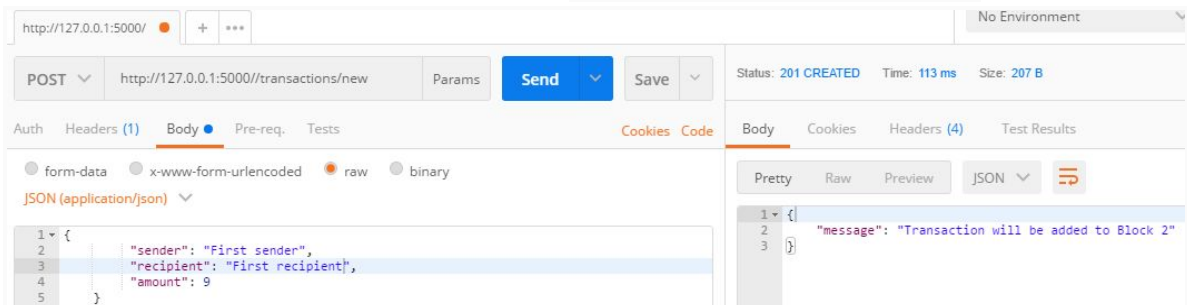 http://127.0.0.1:5000/ + ••• No Environment
POST http://127.0.0.1:5000//transactions/new Params Send Save
Status: 201 CREATED Time: 113 ms Size: 207 B
Auth Headers (1) Body Pre-req. Tests Cookies Code
Body Cookies Headers (4) Test Results
form-data x-www-form-urlencoded raw binary
JSON (application/json)
Pretty Raw Preview JSON
1 {
2 "sender": "First sender",
3 "recipient": "First recipient",
4 "amount": 9
5 }
1 {
2 "message": "Transaction will be added to Block 2"
3 }